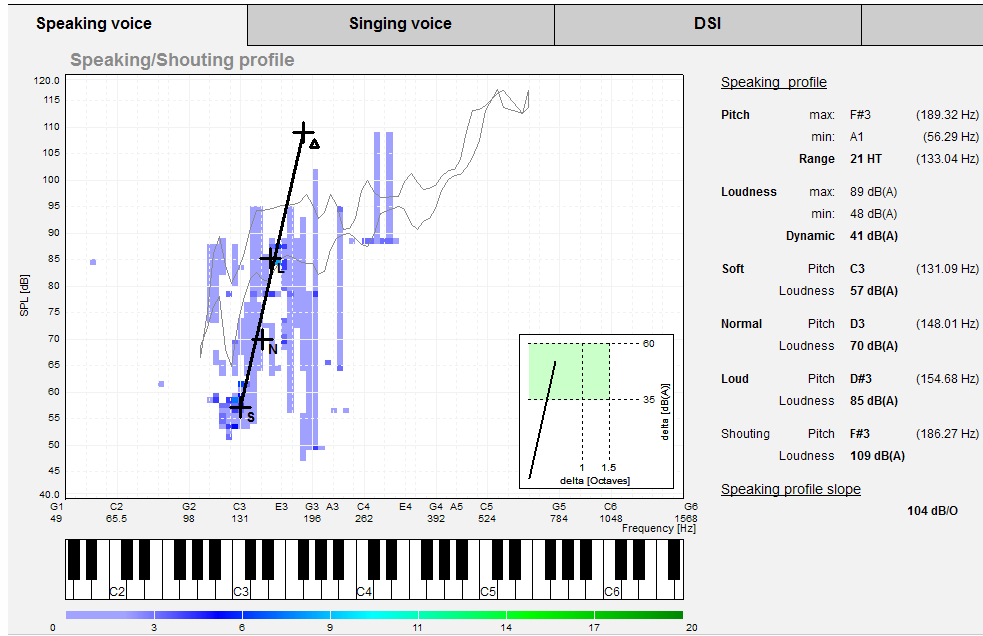 Speaking voice Singing voice DSI
Speaking/Shouting profile
120.0
115
110
105
100
95
90
85
80
75
70
65
60
55
50
45
40.0
SPL [dB]
L
N
S
60
35
delta [dB(A)]
1 1.5
delta [Octaves]
G1 C2 G2 C3 E3 G3 A3 C4 E4 G4 A5 C5 G5 C6 G6
49 65.5 98 131 196 262 392 524 784 1048 1568
Frequency [Hz]
C2 C3 C4 C5 C6
0 3 6 9 11 14 17 20
Speaking profile
Pitch max: F#3 (189.32 Hz)
min: A1 (56.29 Hz)
Range 21 HT (133.04 Hz)
Loudness max: 89 dB(A)
min: 48 dB(A)
Dynamic 41 dB(A)
Soft Pitch C3 (131.09 Hz)
Loudness 57 dB(A)
Normal Pitch D3 (148.01 Hz)
Loudness 70 dB(A)
Loud Pitch D#3 (154.68 Hz)
Loudness 85 dB(A)
Shouting Pitch F#3 (186.27 Hz)
Loudness 109 dB(A)
Speaking profile slope
104 dB/O